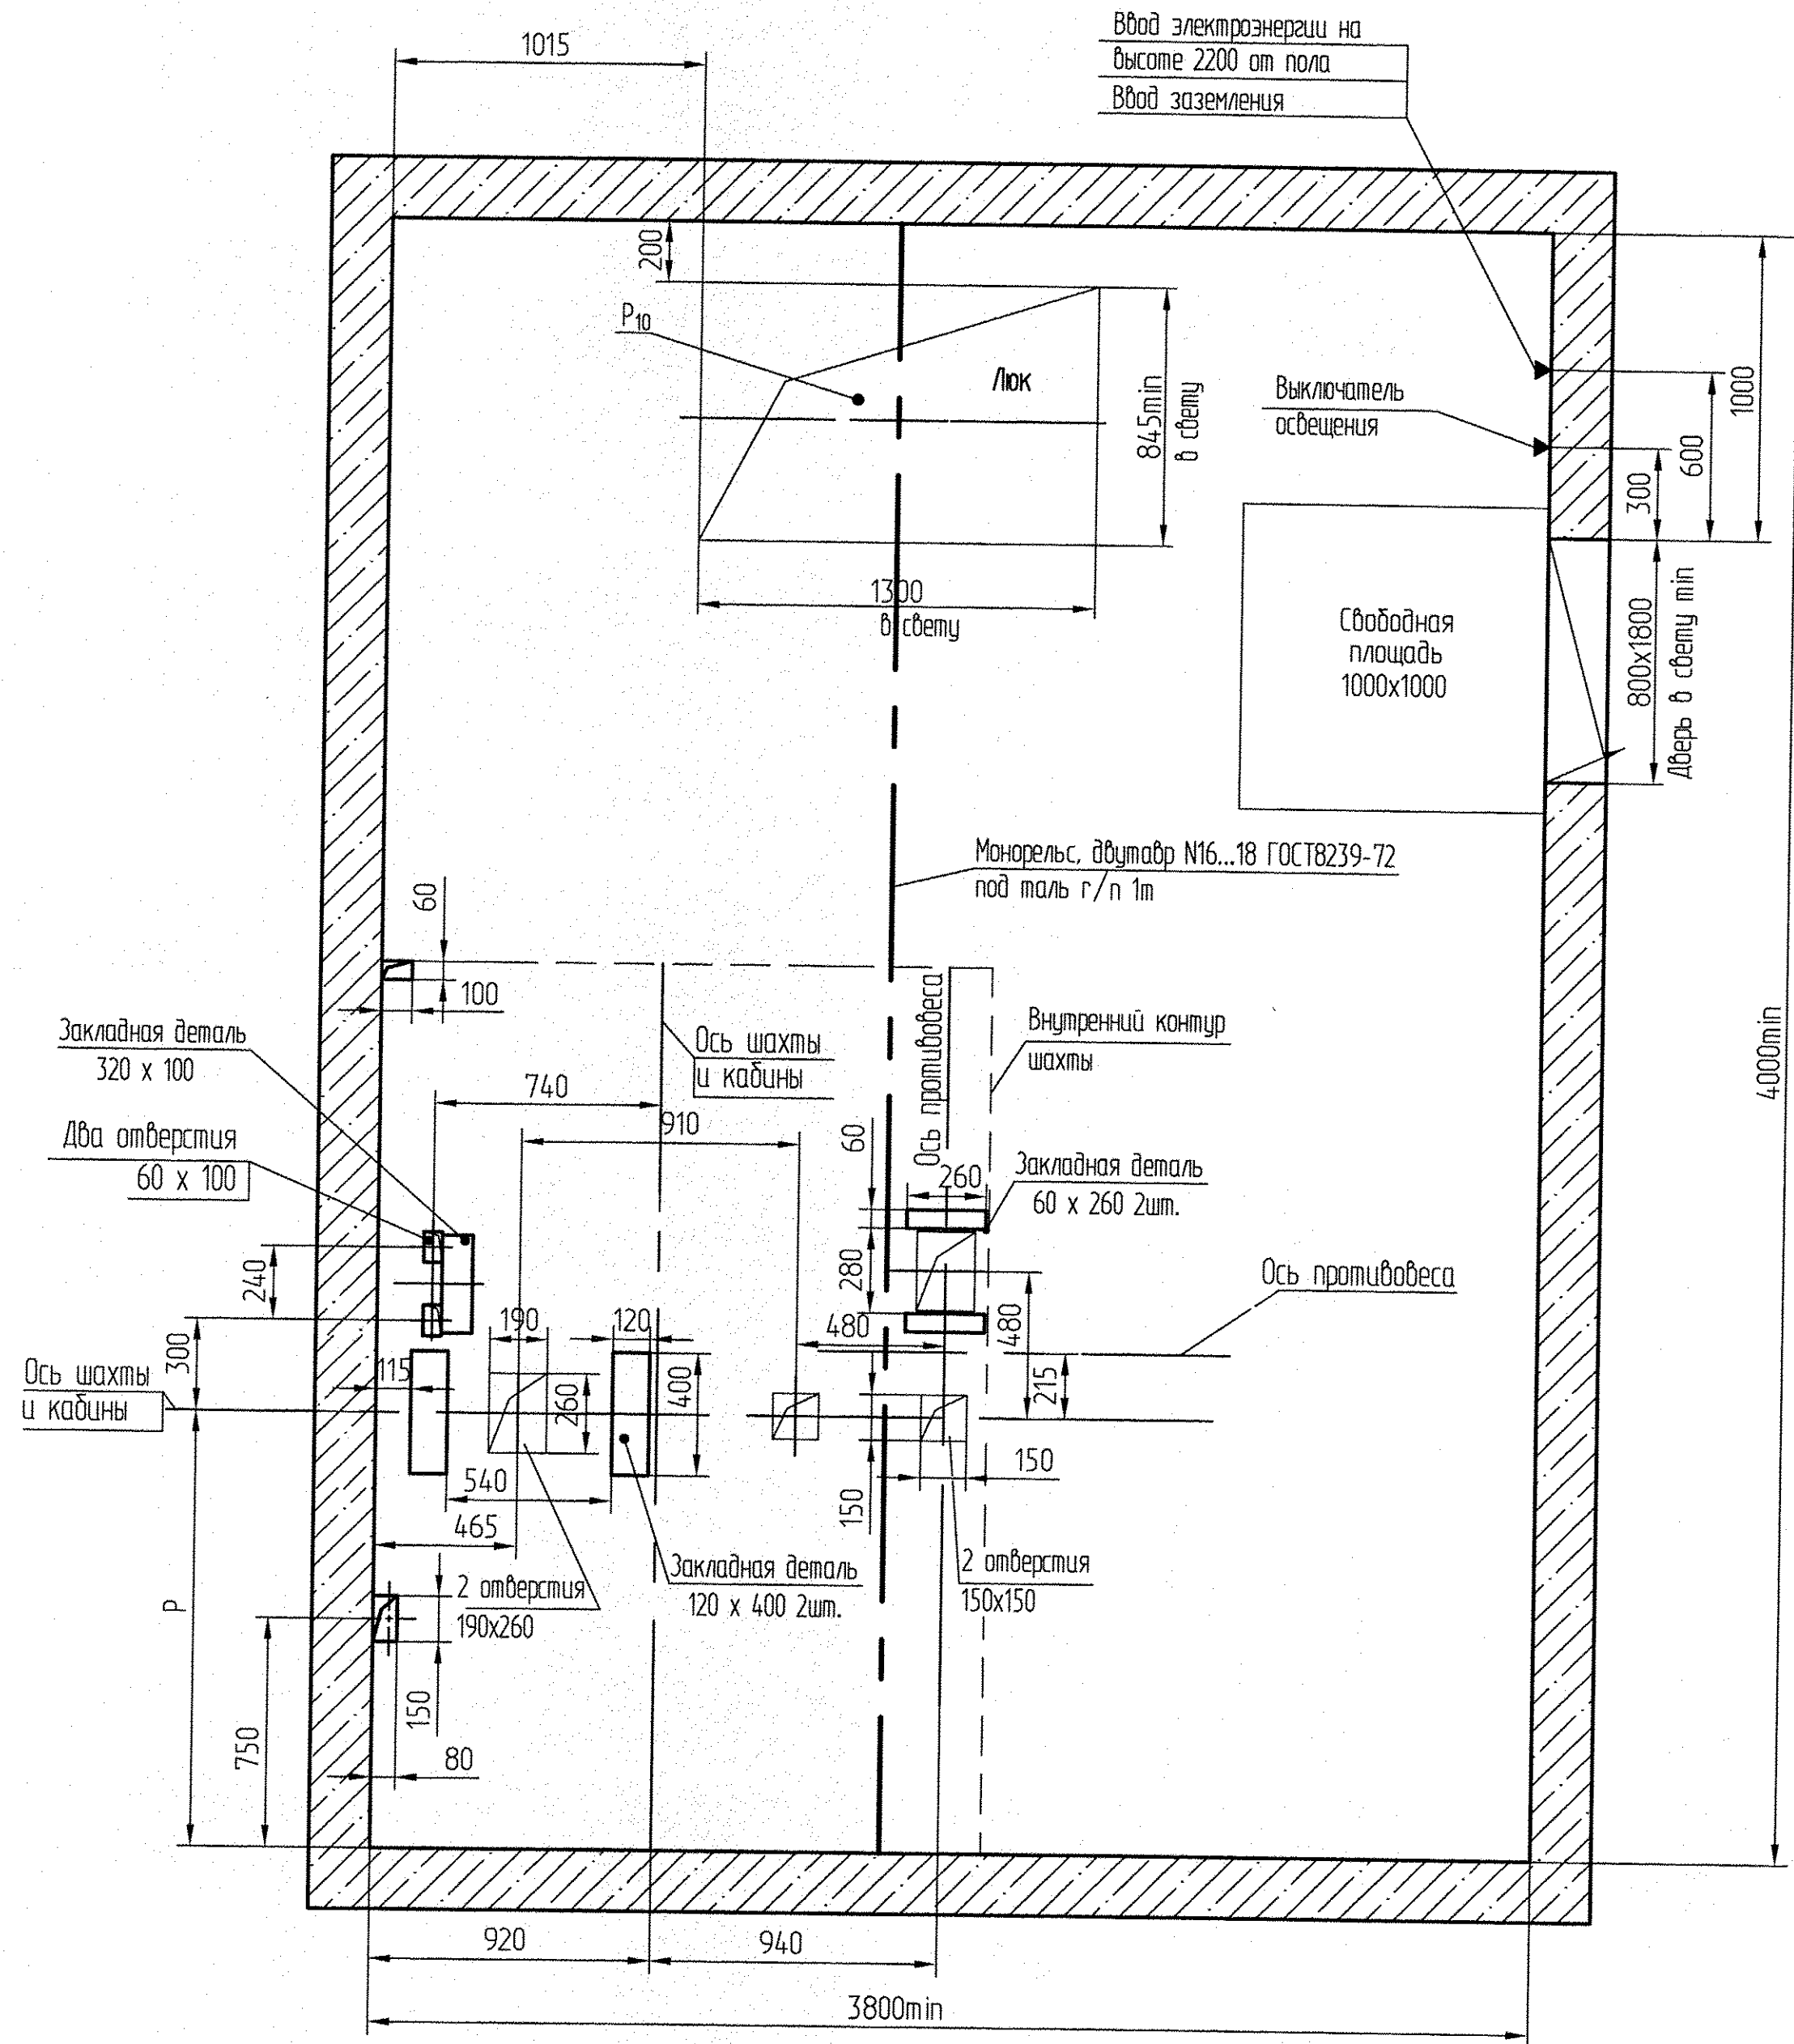 Ввод электроэнергии на
высоте 2200 от пола
Ввод заземления
1015
200
P10
Люк
845min
в свету
1300
в свету
Выключатель
освещения
300
600
1000
Свободная
площадь
1000х1000
800х1800
Дверь в свету min
4000min
Монорельс, двутавр N16...18 ГОСТ8239-72
под таль г/п 1т
60
100
Закладная деталь
320 х 100
Два отверстия
60 х 100
Ось шахты
и кабины
740
910
Ось противовеса
Внутренний контур
шахты
60
260
Закладная деталь
60 х 260 2шт.
280
480
480
Ось противовеса
215
240
300
Ось шахты
и кабины
115
190
120
260
400
540
465
150
150
2 отверстия
190х260
Закладная деталь
120 х 400 2шт.
2 отверстия
150х150
P
750
150
80
920
940
3800min